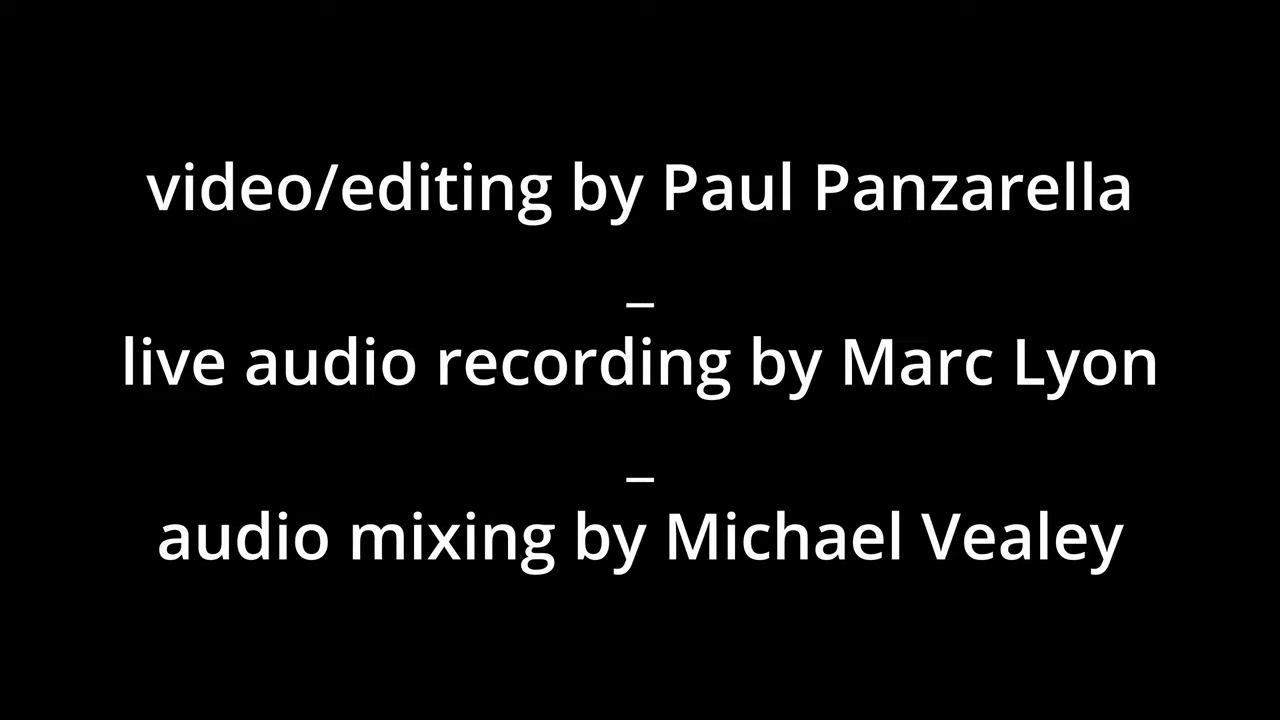 video/editing by Paul Panzarella
_
live audio recording by Marc Lyon
_
audio mixing by Michael Vealey